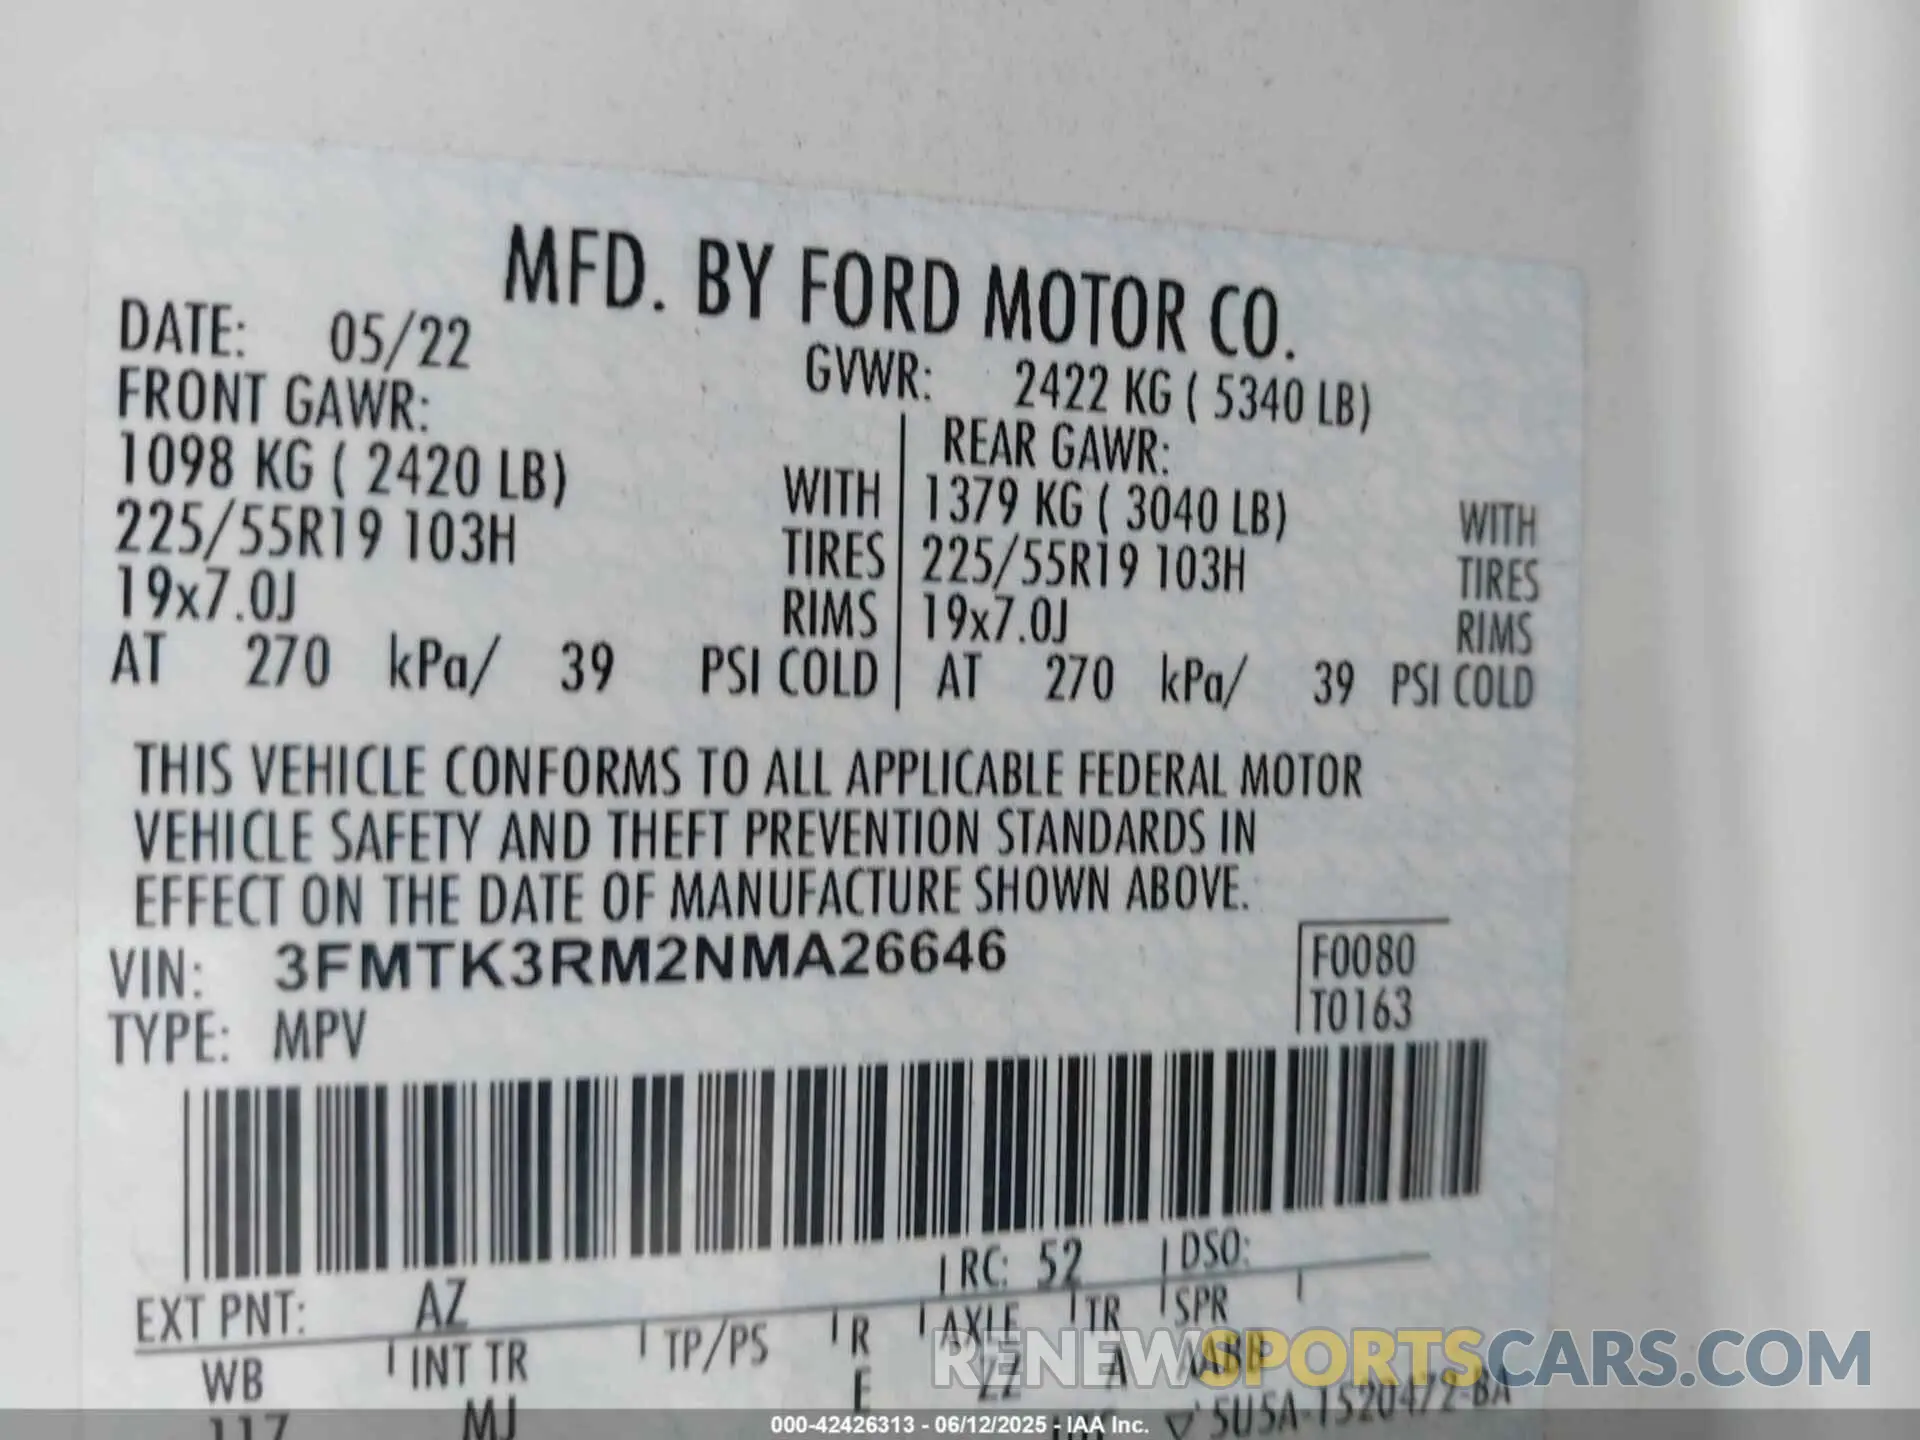 MFD. BY FORD MOTOR CO.
DATE: 05/22
GVWR: 2422 KG ( 5340 LB)
FRONT GAWR:
1098 KG ( 2420 LB) WITH
225/55R19 103H TIRES
19x7.0J RIMS
AT 270 kPa/ 39 PSI COLD
REAR GAWR:
1379 KG ( 3040 LB) WITH
225/55R19 103H TIRES
19x7.0J RIMS
AT 270 kPa/ 39 PSI COLD
THIS VEHICLE CONFORMS TO ALL APPLICABLE FEDERAL MOTOR
VEHICLE SAFETY AND THEFT PREVENTION STANDARDS IN
EFFECT ON THE DATE OF MANUFACTURE SHOWN ABOVE.
VIN: 3FMTK3RM2NMA26646
F0080
T0163
TYPE: MPV
EXT PNT: AZ RC: 52 DSO:
WB INT TR TP/PS R AXLE TR SPR
117 MJ E ZZ A
5U5A-1520472-BA
RENEWSPORTSCARS.COM
000-42426313 - 06/12/2025 - IAA Inc.